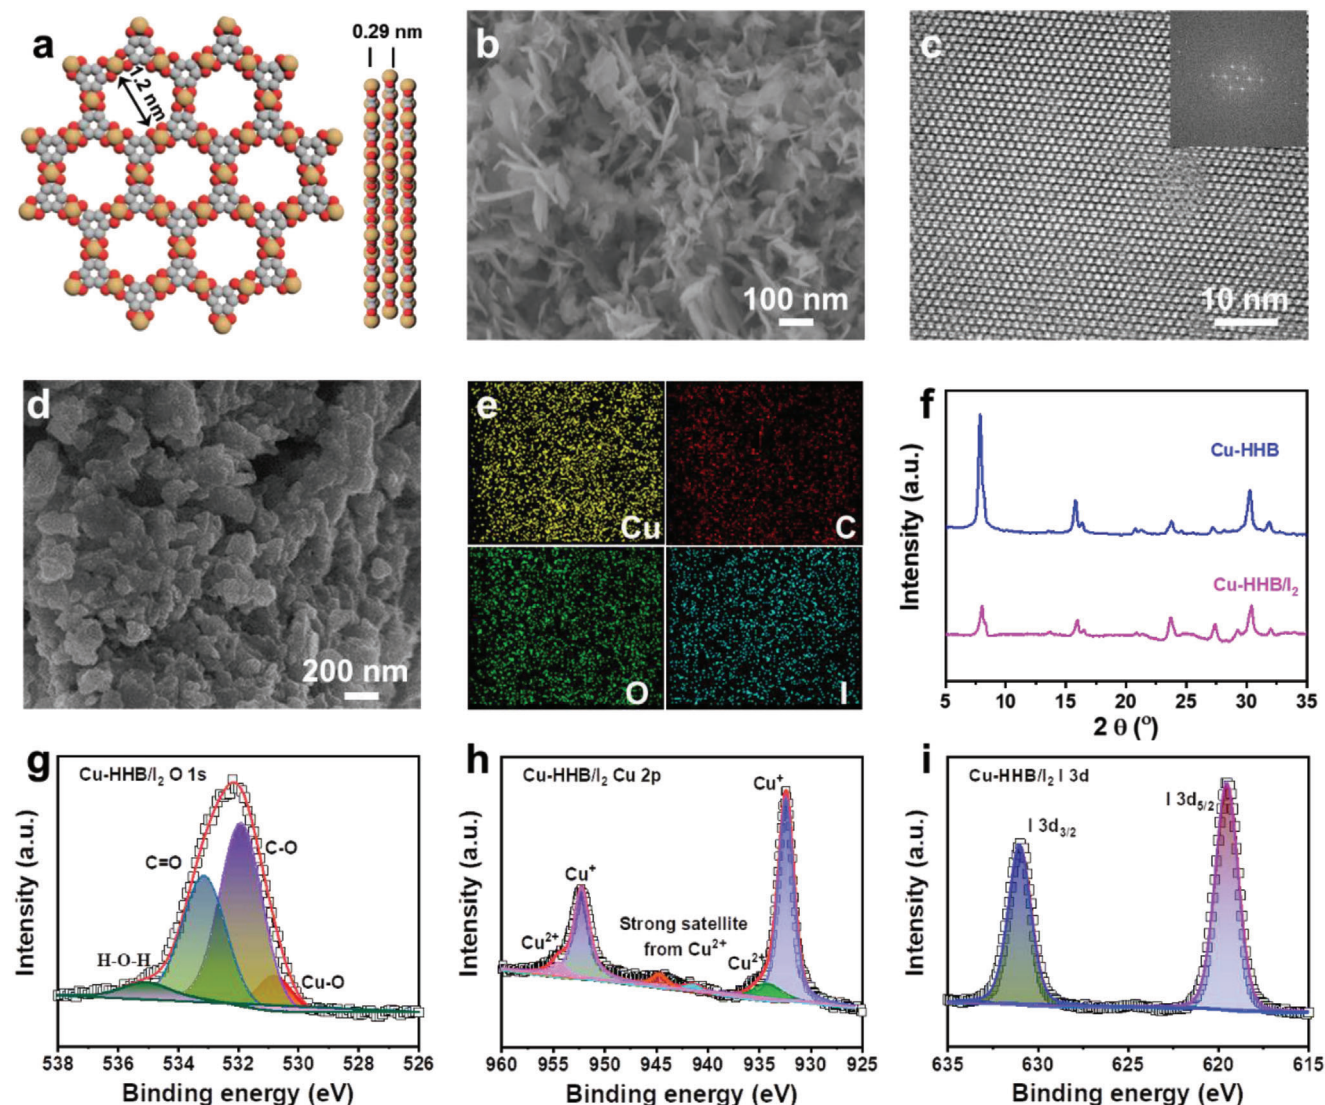 a
0.29 nm
1.2 nm
b
100 nm
c
10 nm
d
200 nm
e
Cu
C
O
I
f
Intensity (a.u.)
Cu-HHB
Cu-HHB/I₂
5 10 15 20 25 30 35
2 θ (°)
g
Cu-HHB/I₂ O 1s
Intensity (a.u.)
C=O
C-O
H-O-H
Cu-O
538 536 534 532 530 528 526
Binding energy (eV)
h
Cu-HHB/I₂ Cu 2p
Intensity (a.u.)
Cu⁺
Cu⁺
Cu²⁺
Strong satellite
from Cu²⁺
Cu²⁺
960 955 950 945 940 935 930 925
Binding energy (eV)
i
Cu-HHB/I₂ I 3d
Intensity (a.u.)
I 3d₃/₂
I 3d₅/₂
635 630 625 620 615
Binding energy (eV)